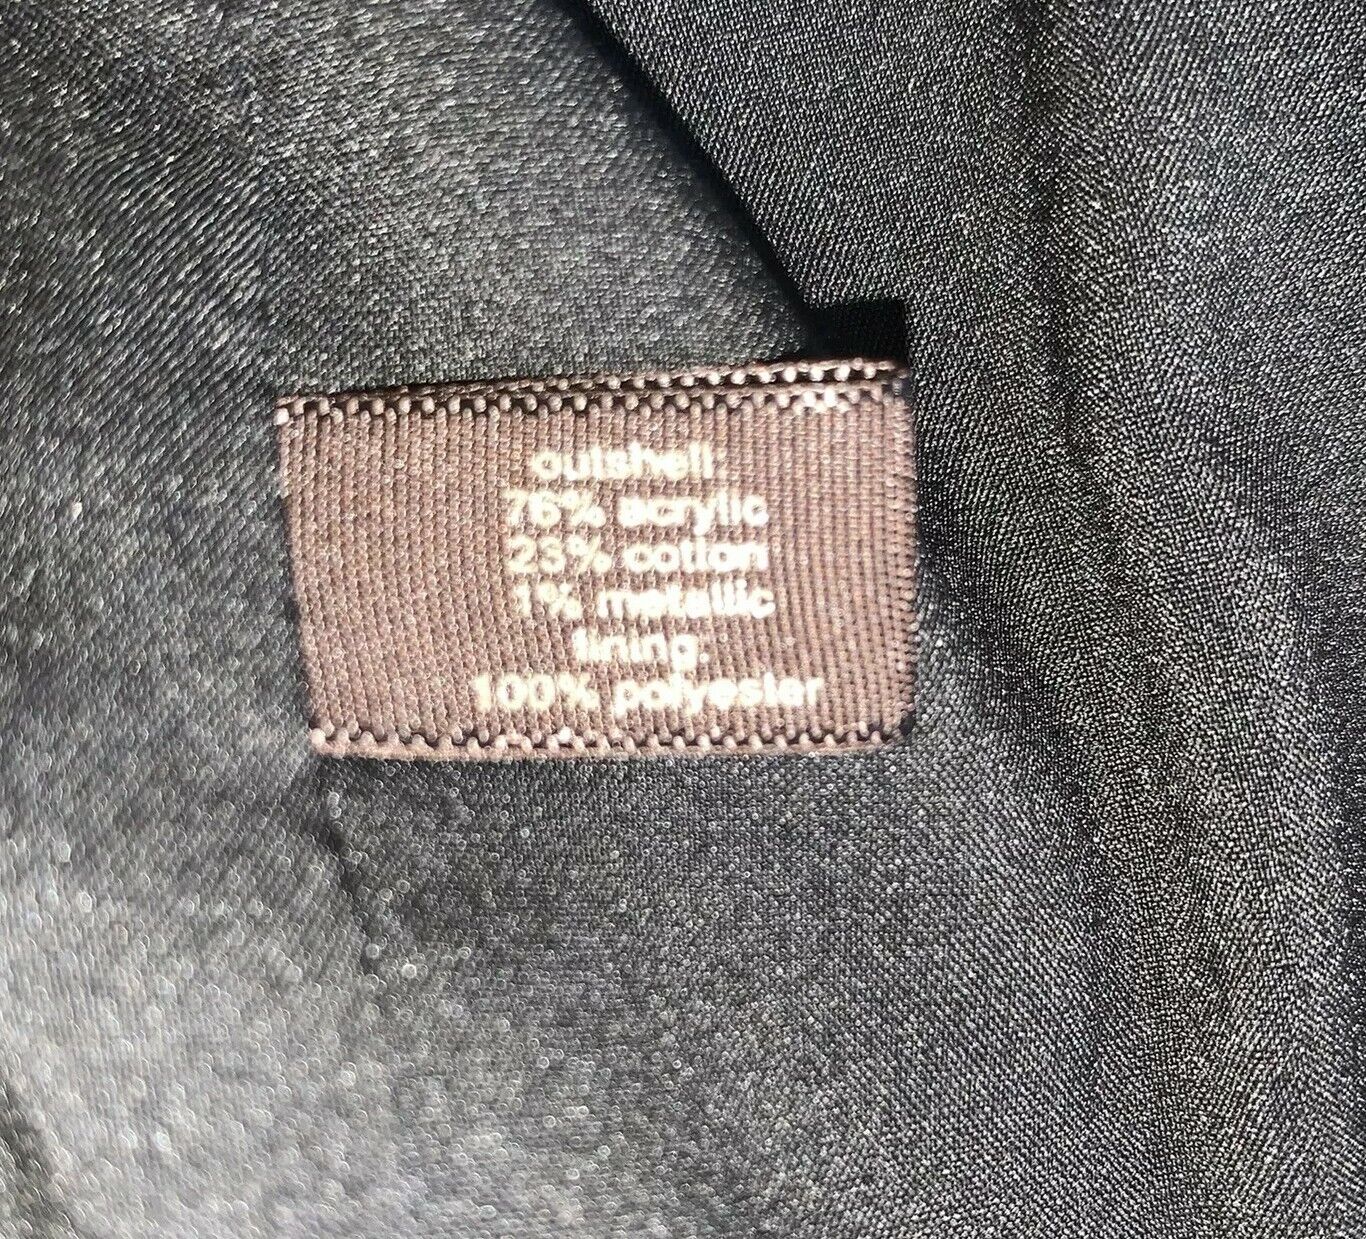 outshell:
76% acrylic
23% cotton
1% metallic
lining:
100% polyester